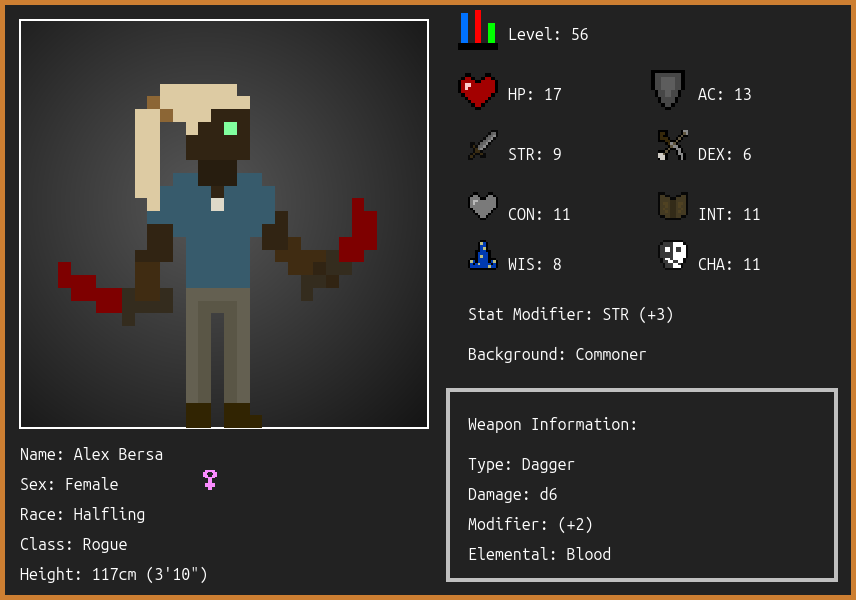 Level: 56
HP: 17
AC: 13
STR: 9
DEX: 6
CON: 11
INT: 11
WIS: 8
CHA: 11
Stat Modifier: STR (+3)
Background: Commoner
Weapon Information:
Type: Dagger
Damage: d6
Modifier: (+2)
Elemental: Blood
Name: Alex Bersa
Sex: Female
Race: Halfling
Class: Rogue
Height: 117cm (3'10")